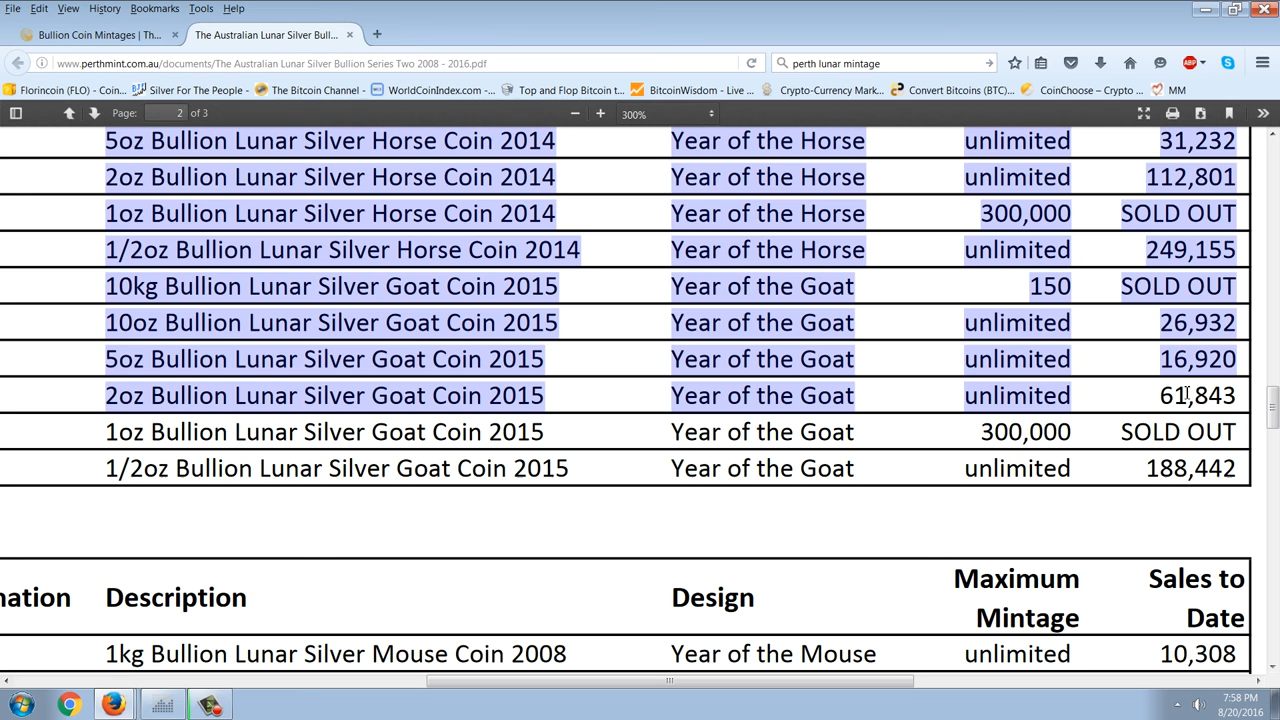 File Edit View History Bookmarks Tools Help
Bullion Coin Mintages | Th... × The Australian Lunar Silver Bull... × +
www.perthmint.com.au/documents/The Australian Lunar Silver Bullion Series Two 2008 - 2016.pdf perth lunar mintage
Florincoin (FLO) - Coin... Silver For The People - The Bitcoin Channel - WorldCoinIndex.com -... Top and Flop Bitcoin t... BitcoinWisdom - Live ... Crypto-Currency Mark... Convert Bitcoins (BTC)... CoinChoose – Crypto ... MM
Page: 2 of 3 300%
5oz Bullion Lunar Silver Horse Coin 2014 Year of the Horse unlimited 31,232
2oz Bullion Lunar Silver Horse Coin 2014 Year of the Horse unlimited 112,801
1oz Bullion Lunar Silver Horse Coin 2014 Year of the Horse 300,000 SOLD OUT
1/2oz Bullion Lunar Silver Horse Coin 2014 Year of the Horse unlimited 249,155
10kg Bullion Lunar Silver Goat Coin 2015 Year of the Goat 150 SOLD OUT
10oz Bullion Lunar Silver Goat Coin 2015 Year of the Goat unlimited 26,932
5oz Bullion Lunar Silver Goat Coin 2015 Year of the Goat unlimited 16,920
2oz Bullion Lunar Silver Goat Coin 2015 Year of the Goat unlimited 61,843
1oz Bullion Lunar Silver Goat Coin 2015 Year of the Goat 300,000 SOLD OUT
1/2oz Bullion Lunar Silver Goat Coin 2015 Year of the Goat unlimited 188,442
Maximum Sales to
nation Description Design
Mintage Date
1kg Bullion Lunar Silver Mouse Coin 2008 Year of the Mouse unlimited 10,308
7:58 PM
8/20/2016